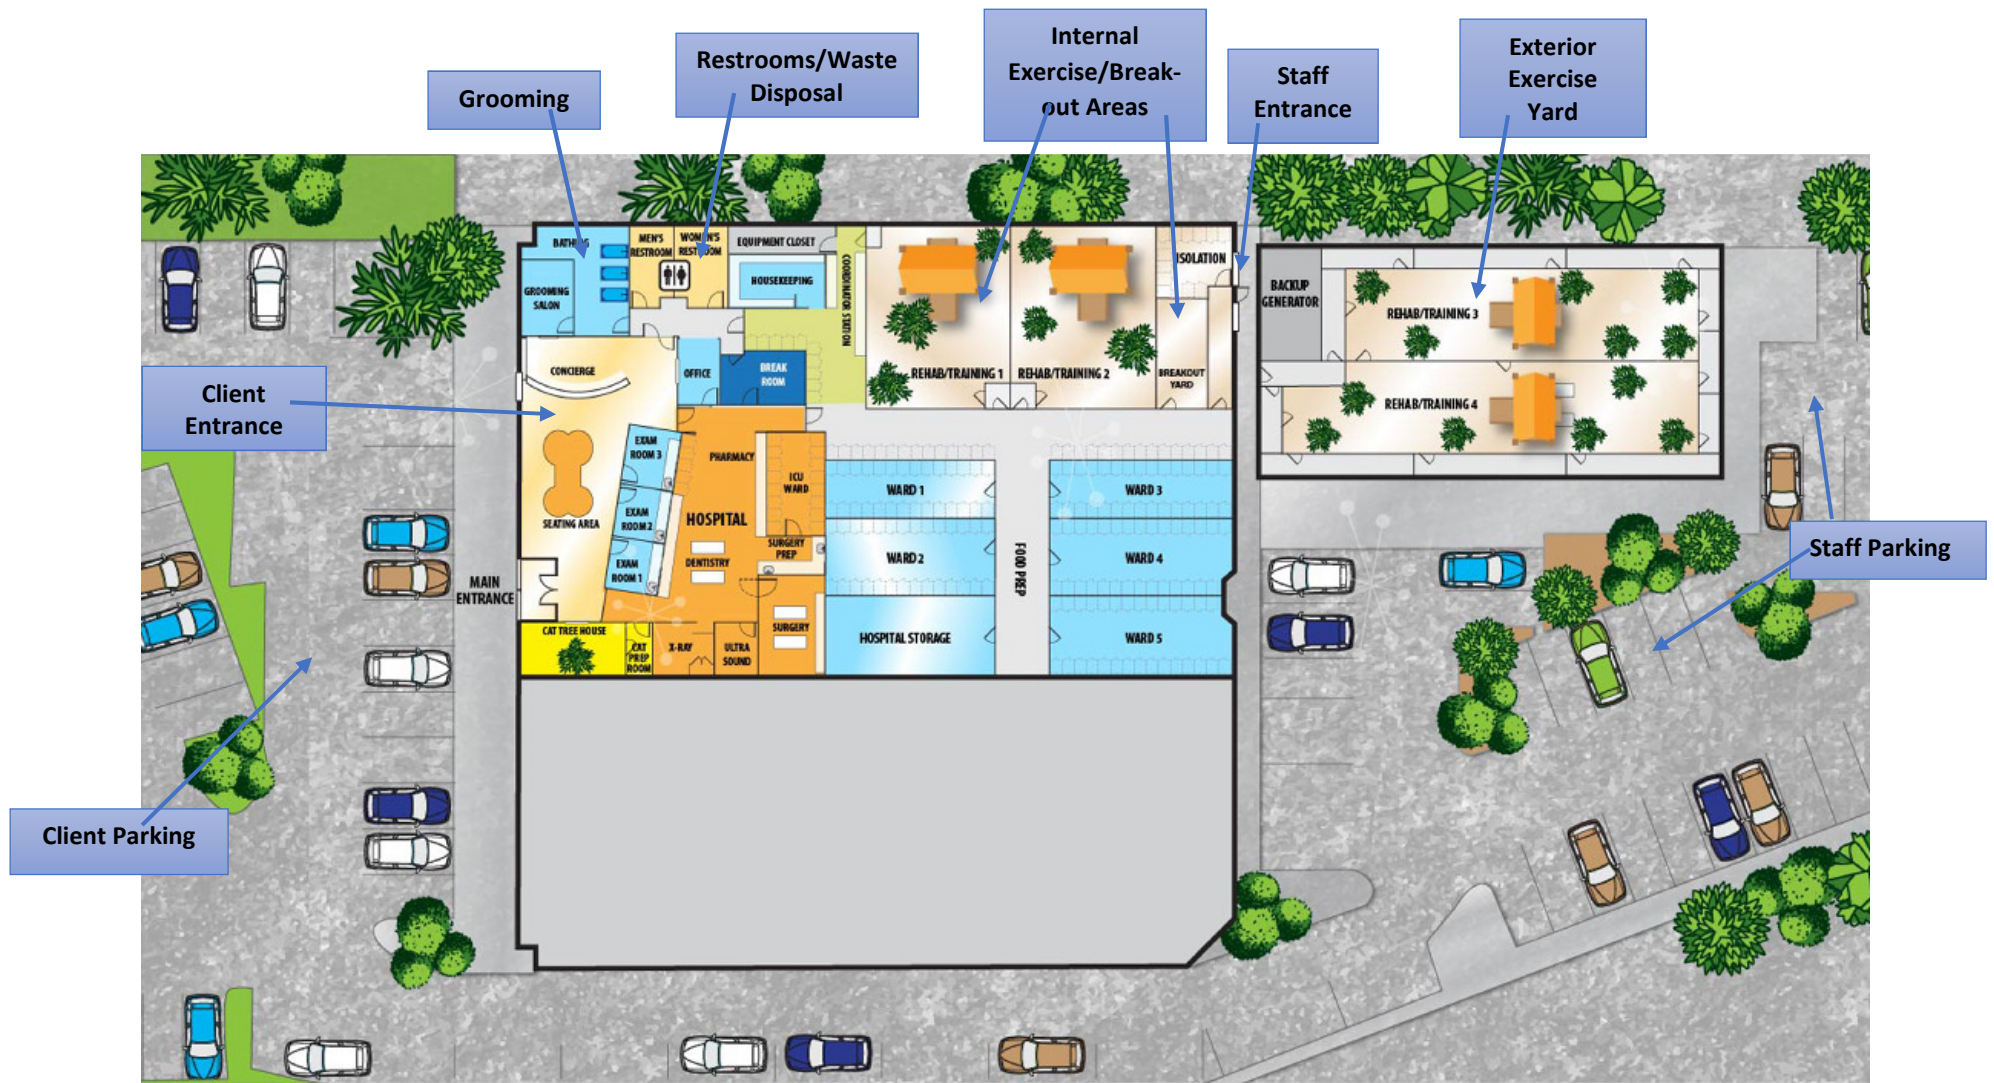 Grooming
Restrooms/Waste
Disposal
Internal
Exercise/Break-
out Areas
Staff
Entrance
Exterior
Exercise
Yard
Client
Entrance
Client Parking
Staff Parking
BATHING
GROOMING
SALON
MEN'S
RESTROOM
WOMEN'S
RESTROOM
EQUIPMENT CLOSET
HOUSEKEEPING
COORDINATOR STATION
ISOLATION
BACKUP
GENERATOR
REHAB/TRAINING 3
CONCIERGE
OFFICE
BREAK
ROOM
REHAB/TRAINING 1
REHAB/TRAINING 2
BREAKOUT
YARD
REHAB/TRAINING 4
EXAM
ROOM 3
PHARMACY
ICU
WARD
WARD 1
WARD 3
SEATING AREA
EXAM
ROOM 2
HOSPITAL
SURGERY
PREP
WARD 2
WARD 4
FOOD PREP
EXAM
ROOM 1
DENTISTRY
MAIN
ENTRANCE
CAT TREE HOUSE
CAT
PREP
ROOM
X-RAY
ULTRA
SOUND
SURGERY
HOSPITAL STORAGE
WARD 5